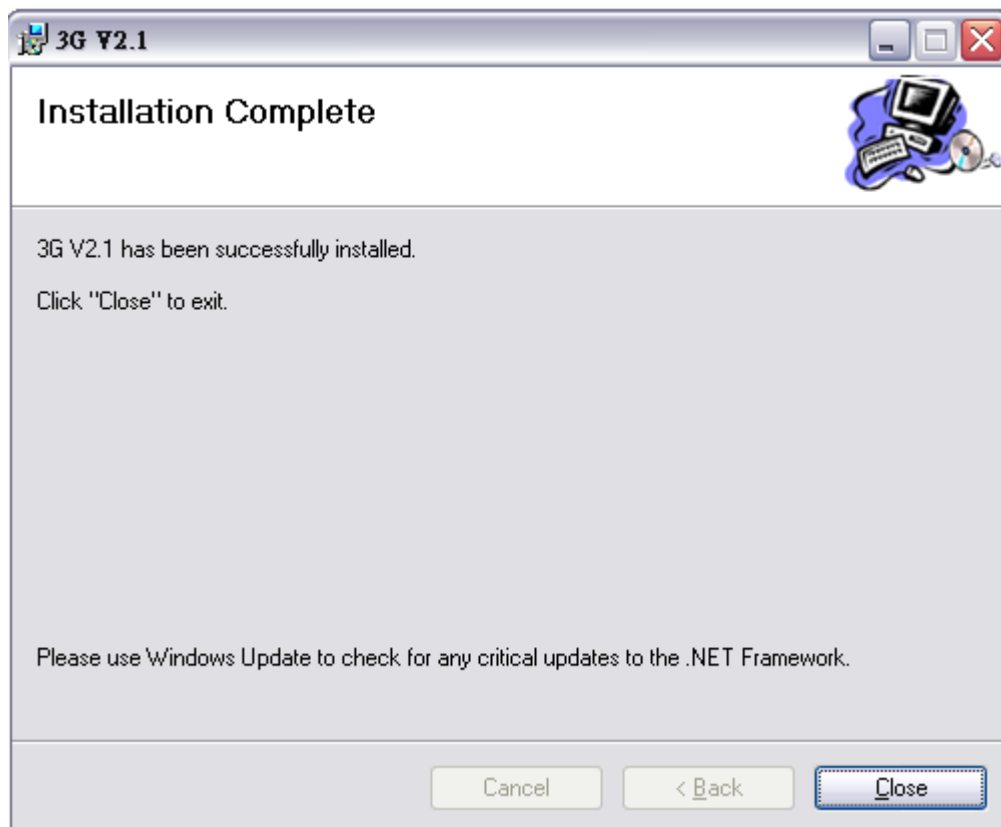 3G V2.1
Installation Complete
3G V2.1 has been successfully installed.
Click "Close" to exit.
Please use Windows Update to check for any critical updates to the .NET Framework.
Cancel
< Back
Close